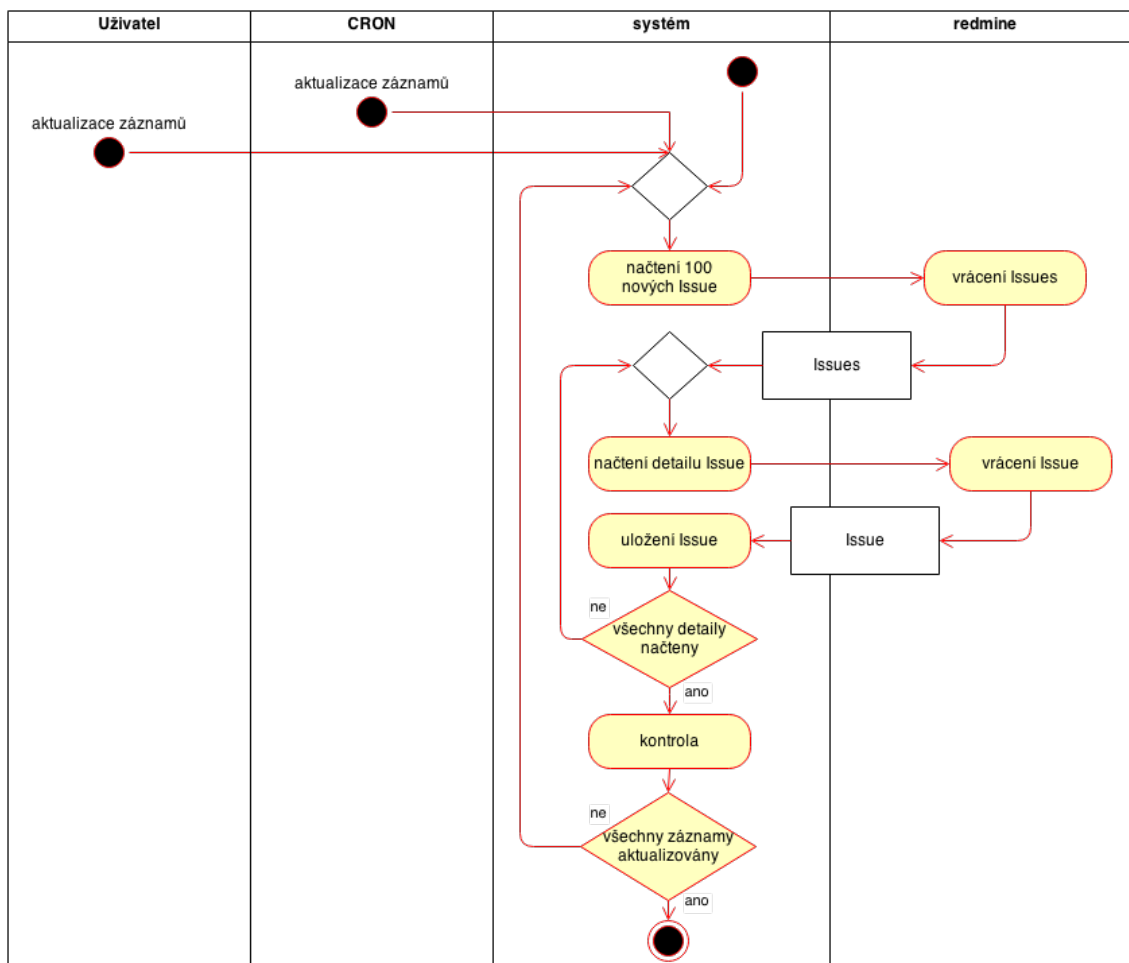 Uživatel
CRON
systém
redmine
aktualizace záznamů
aktualizace záznamů
načtení 100
nových Issue
vrácení Issues
Issues
načtení detailu Issue
vrácení Issue
uložení Issue
Issue
ne
všechny detaily
načteny
ano
kontrola
ne
všechny záznamy
aktualizovány
ano